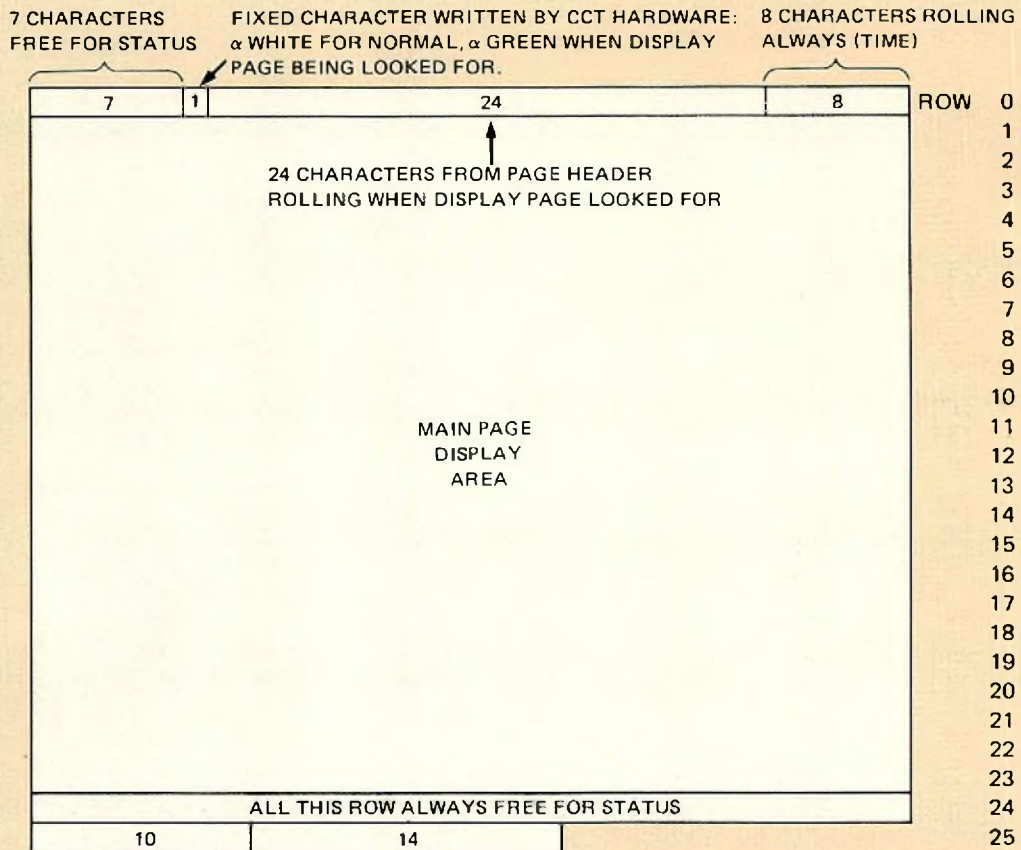 7 CHARACTERS
FREE FOR STATUS
FIXED CHARACTER WRITTEN BY CCT HARDWARE:
α WHITE FOR NORMAL, α GREEN WHEN DISPLAY
PAGE BEING LOOKED FOR.
8 CHARACTERS ROLLING
ALWAYS (TIME)
7 1 24 8 ROW 0
1
2
24 CHARACTERS FROM PAGE HEADER
ROLLING WHEN DISPLAY PAGE LOOKED FOR
3
4
5
6
7
8
9
10
MAIN PAGE 11
DISPLAY 12
AREA 13
14
15
16
17
18
19
20
21
22
23
ALL THIS ROW ALWAYS FREE FOR STATUS 24
10 14 25